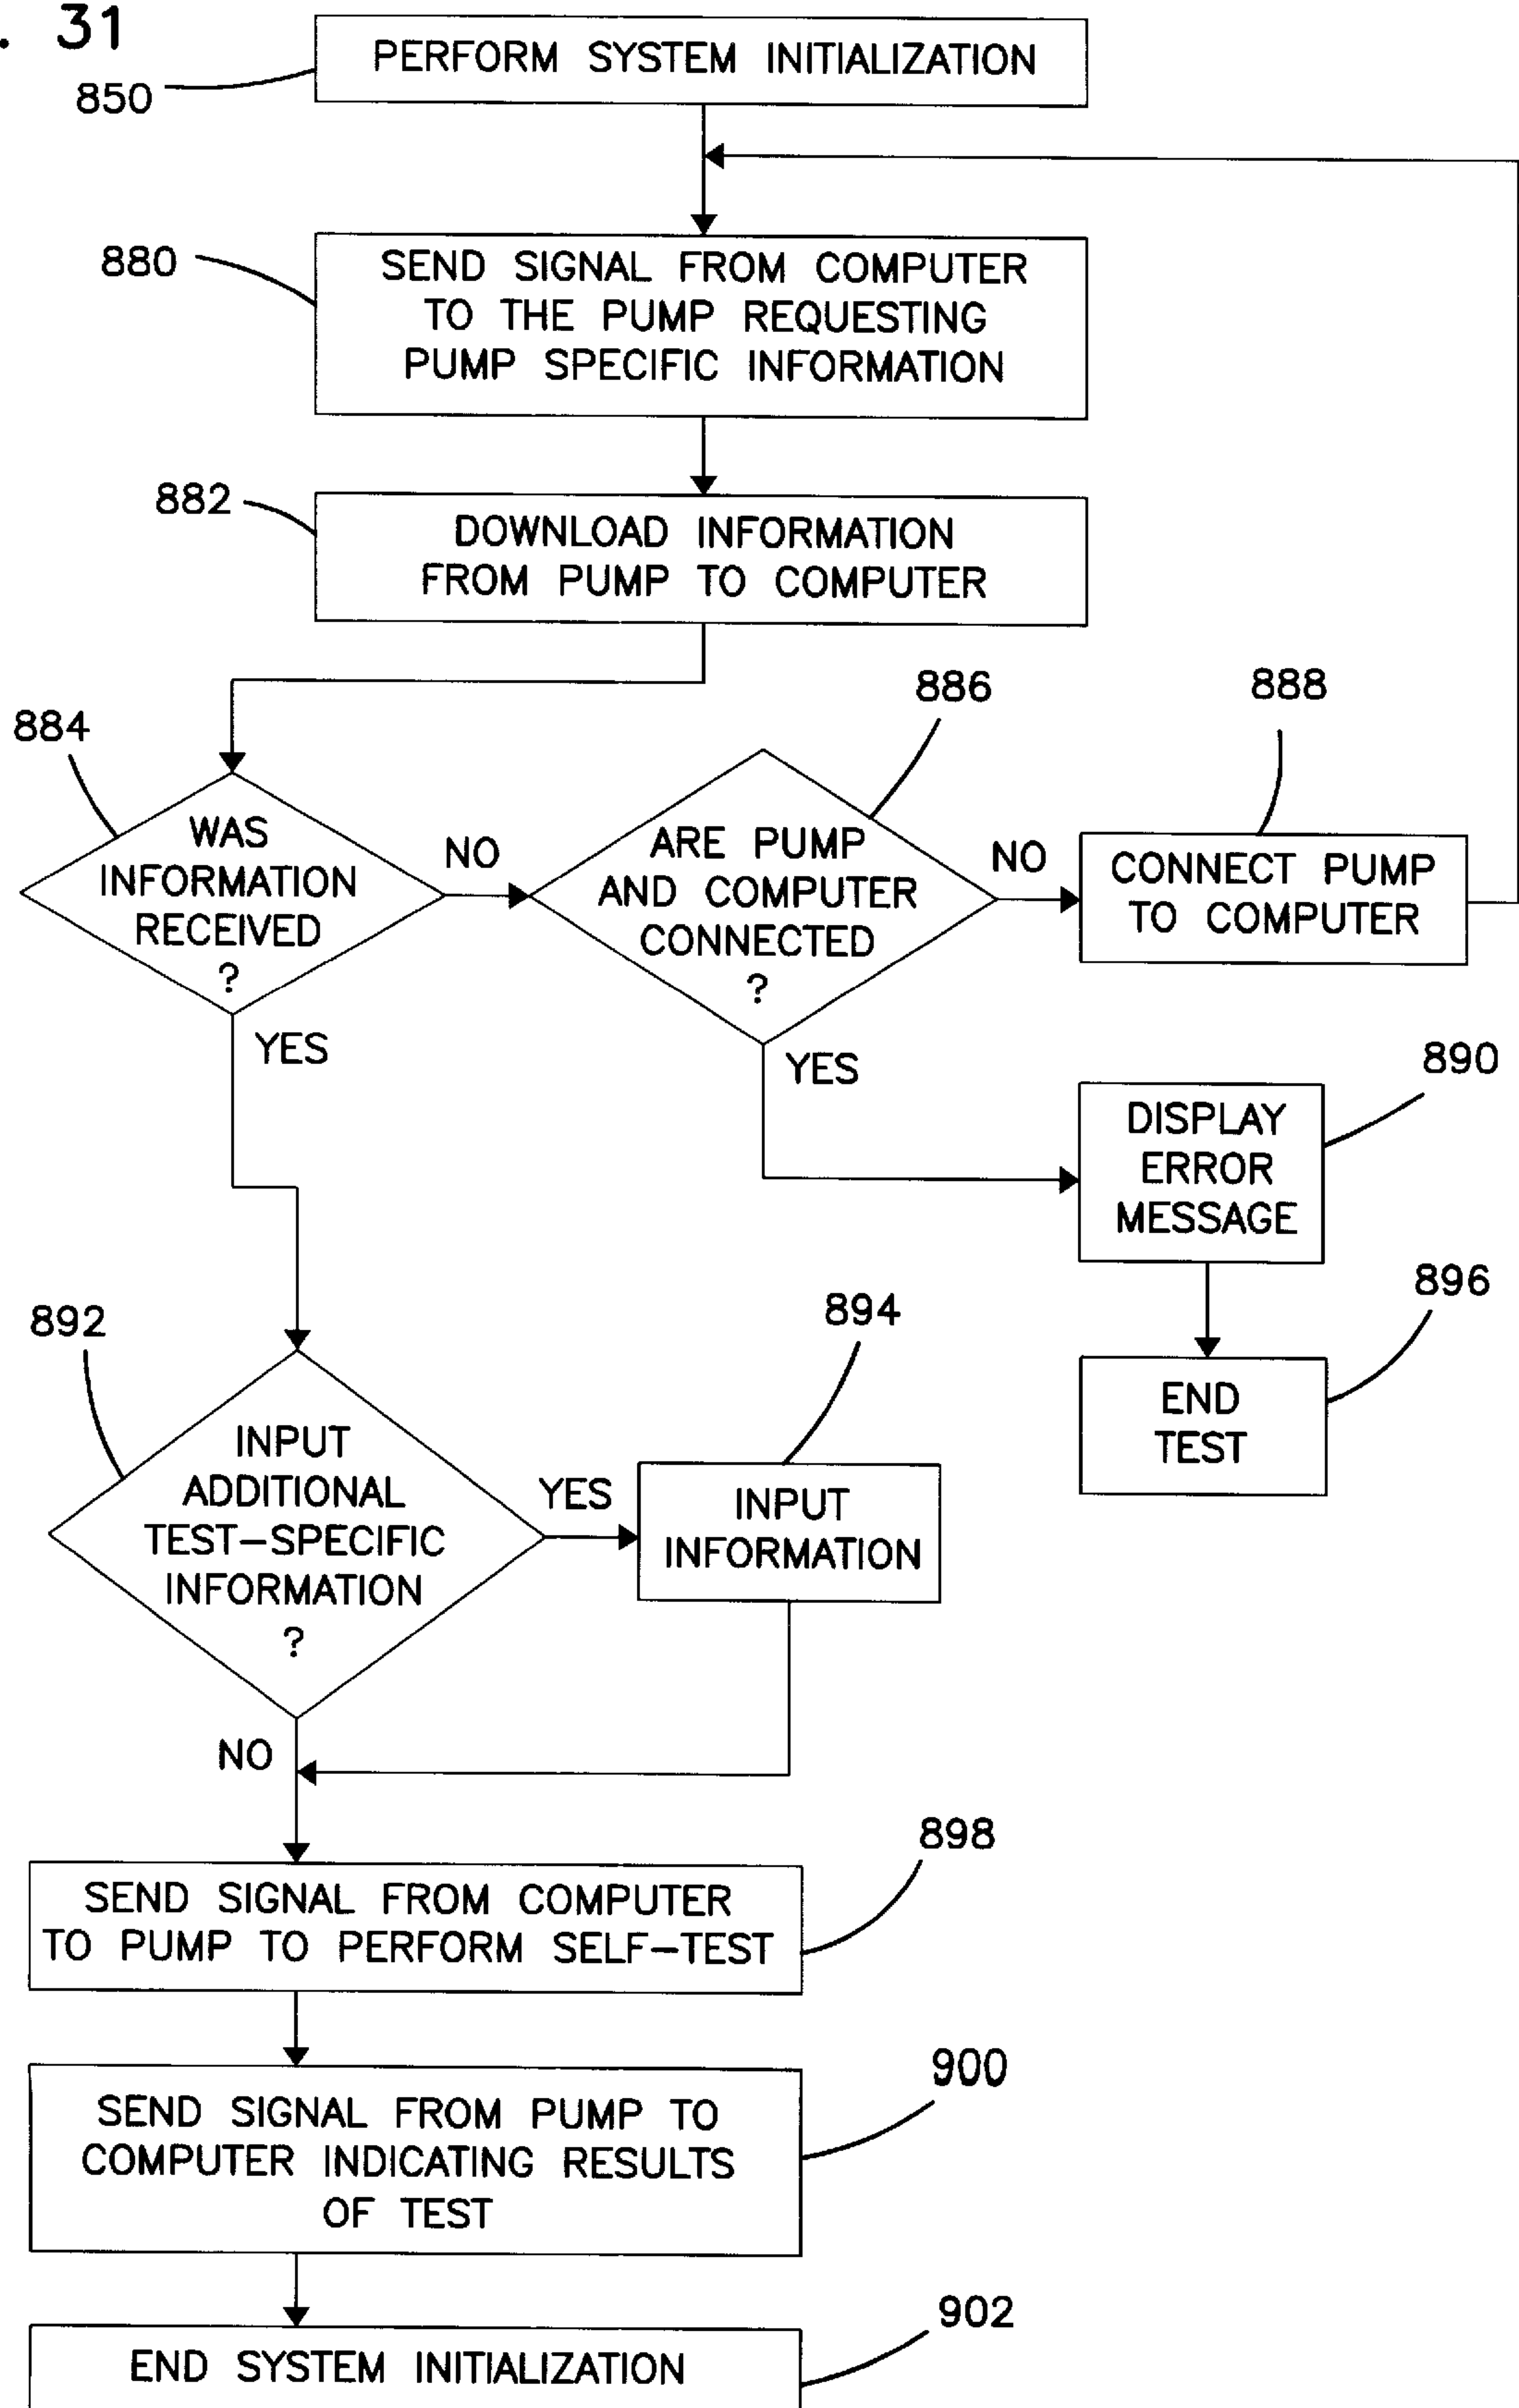 . 31
PERFORM SYSTEM INITIALIZATION
850
880
SEND SIGNAL FROM COMPUTER
TO THE PUMP REQUESTING
PUMP SPECIFIC INFORMATION
882
DOWNLOAD INFORMATION
FROM PUMP TO COMPUTER
884
WAS
INFORMATION
RECEIVED
?
NO
YES
886
ARE PUMP
AND COMPUTER
CONNECTED
?
NO
YES
888
CONNECT PUMP
TO COMPUTER
890
DISPLAY
ERROR
MESSAGE
896
END
TEST
892
INPUT
ADDITIONAL
TEST-SPECIFIC
INFORMATION
?
YES
NO
894
INPUT
INFORMATION
898
SEND SIGNAL FROM COMPUTER
TO PUMP TO PERFORM SELF-TEST
900
SEND SIGNAL FROM PUMP TO
COMPUTER INDICATING RESULTS
OF TEST
902
END SYSTEM INITIALIZATION